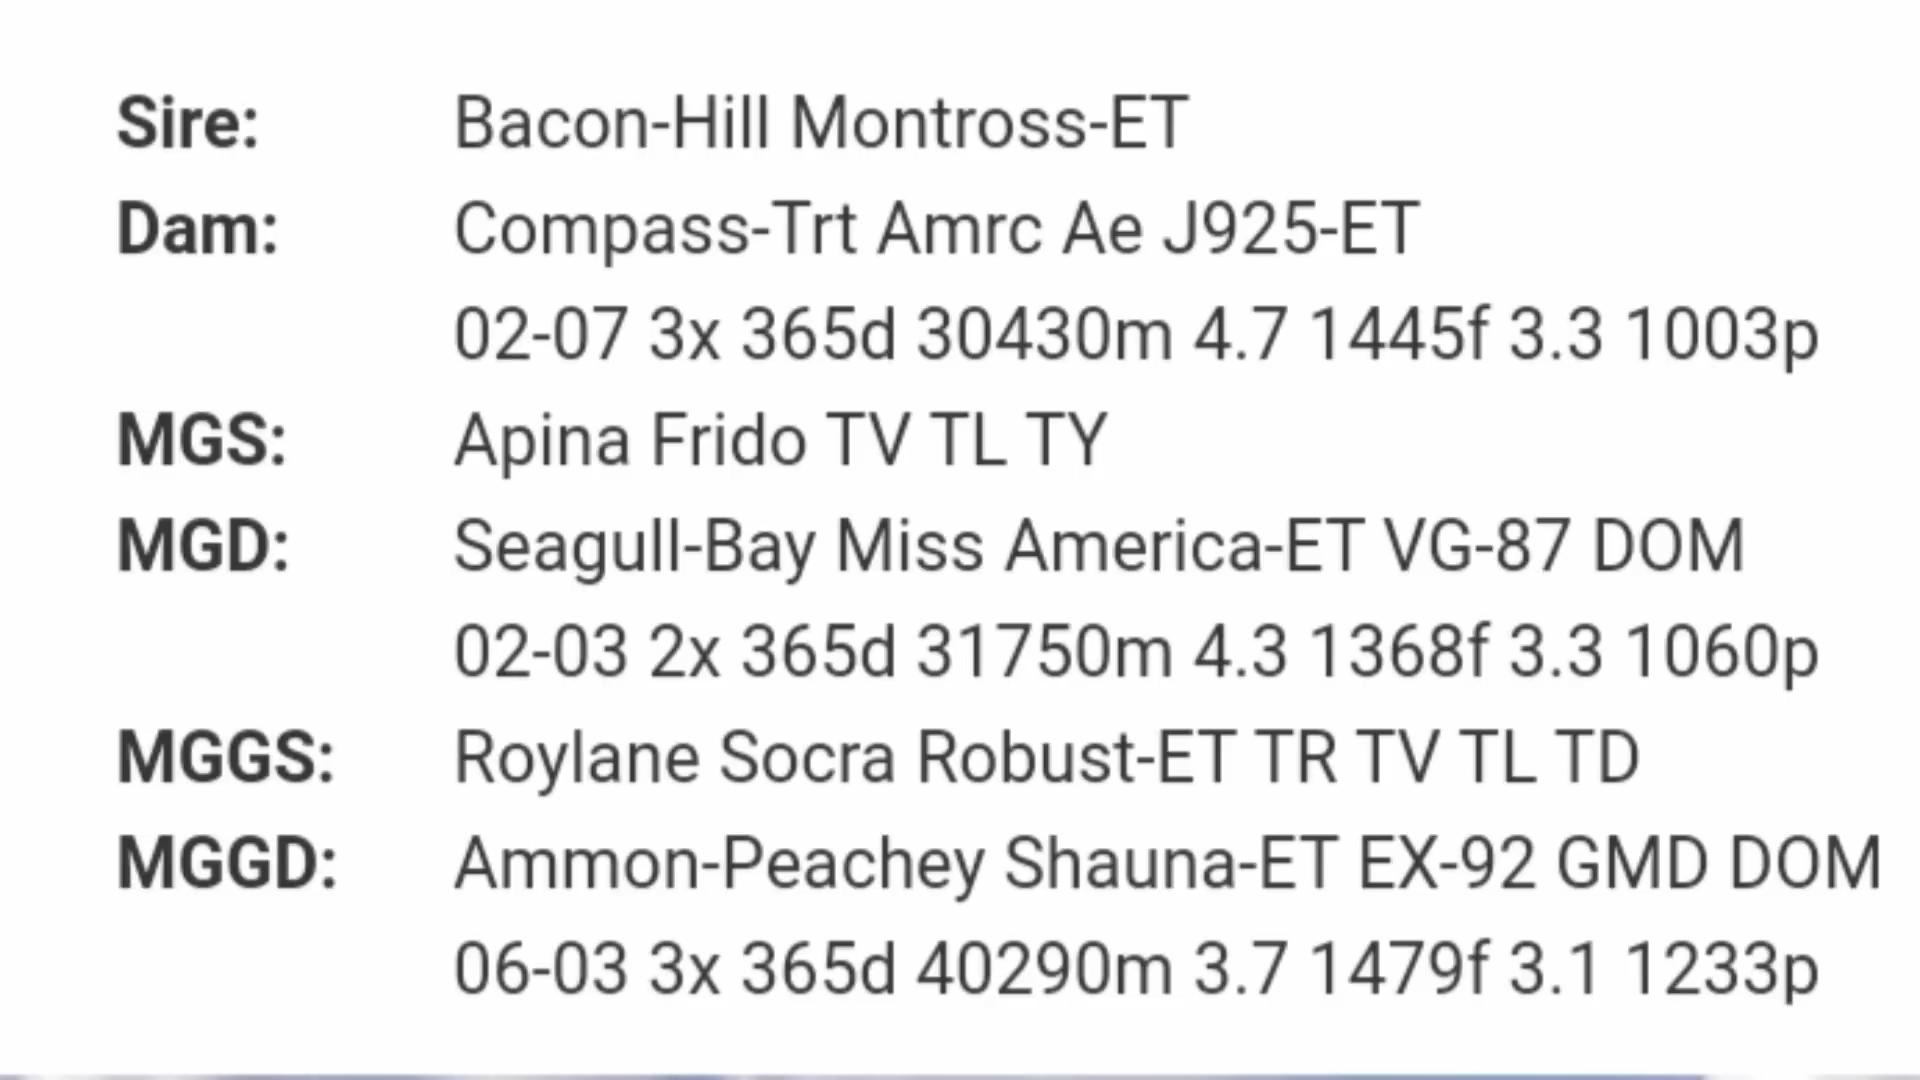 Sire: Bacon-Hill Montross-ET
Dam: Compass-Trt Amrc Ae J925-ET
02-07 3x 365d 30430m 4.7 1445f 3.3 1003p
MGS: Apina Frido TV TL TY
MGD: Seagull-Bay Miss America-ET VG-87 DOM
02-03 2x 365d 31750m 4.3 1368f 3.3 1060p
MGGS: Roylane Socra Robust-ET TR TV TL TD
MGGD: Ammon-Peachey Shauna-ET EX-92 GMD DOM
06-03 3x 365d 40290m 3.7 1479f 3.1 1233p